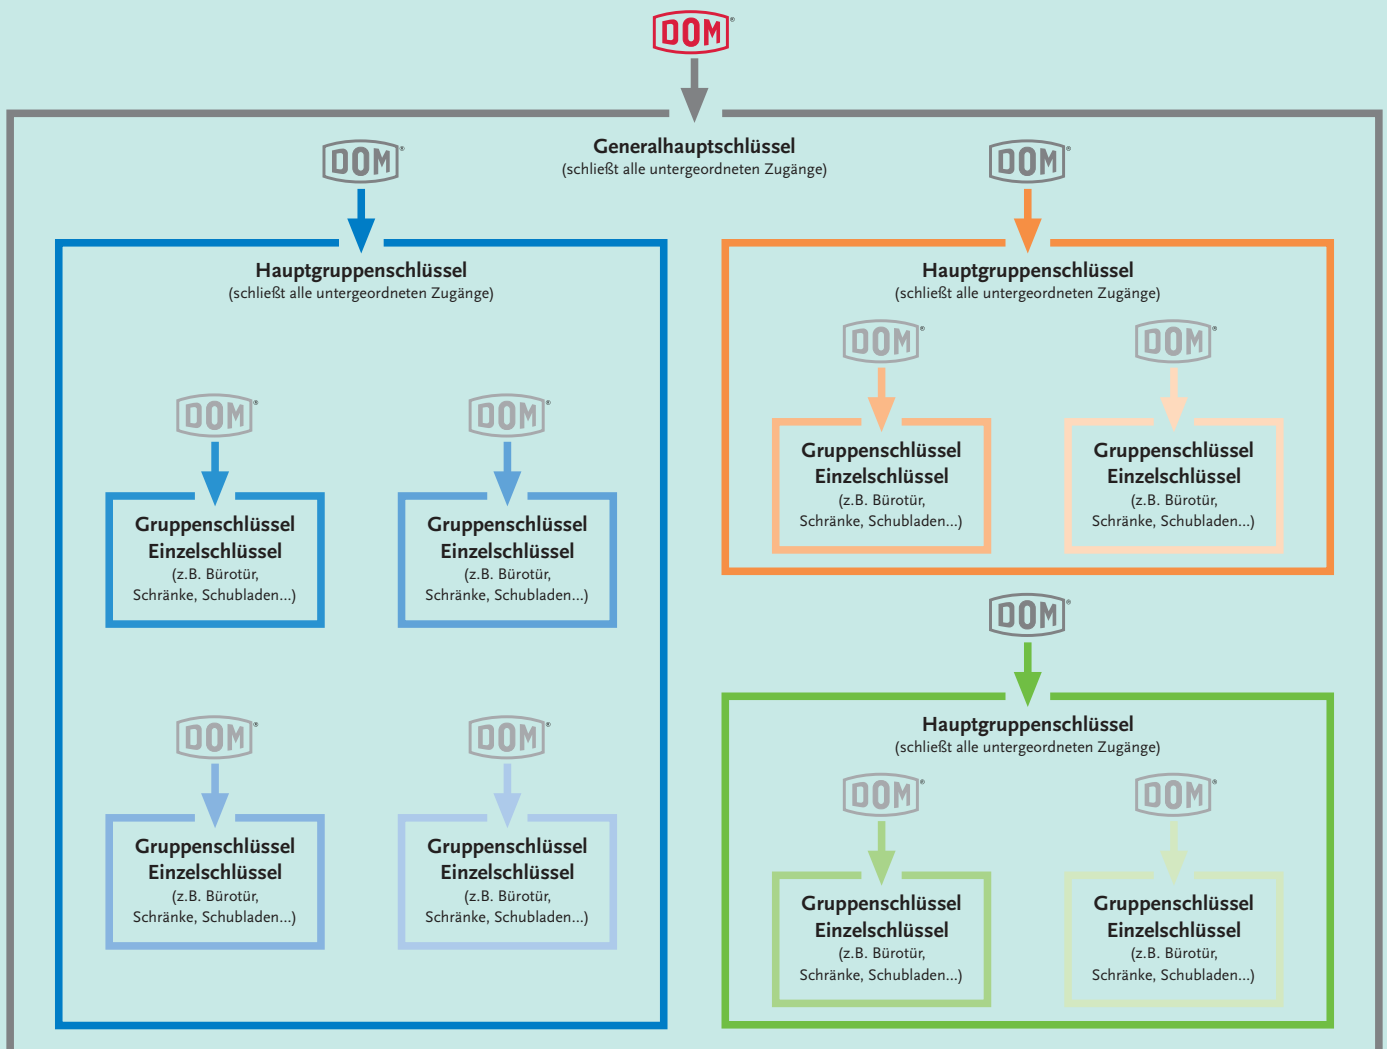 DOM®
Generalhauptschlüssel
(schließt alle untergeordneten Zugänge)
DOM®
Hauptgruppenschlüssel
(schließt alle untergeordneten Zugänge)
DOM®
Gruppenschlüssel
Einzelschlüssel
(z.B. Bürotür,
Schränke, Schubladen...)
DOM®
Gruppenschlüssel
Einzelschlüssel
(z.B. Bürotür,
Schränke, Schubladen...)
DOM®
Gruppenschlüssel
Einzelschlüssel
(z.B. Bürotür,
Schränke, Schubladen...)
DOM®
Gruppenschlüssel
Einzelschlüssel
(z.B. Bürotür,
Schränke, Schubladen...)
DOM®
Hauptgruppenschlüssel
(schließt alle untergeordneten Zugänge)
DOM®
Gruppenschlüssel
Einzelschlüssel
(z.B. Bürotür,
Schränke, Schubladen...)
DOM®
Gruppenschlüssel
Einzelschlüssel
(z.B. Bürotür,
Schränke, Schubladen...)
DOM®
Hauptgruppenschlüssel
(schließt alle untergeordneten Zugänge)
DOM®
Gruppenschlüssel
Einzelschlüssel
(z.B. Bürotür,
Schränke, Schubladen...)
DOM®
Gruppenschlüssel
Einzelschlüssel
(z.B. Bürotür,
Schränke, Schubladen...)